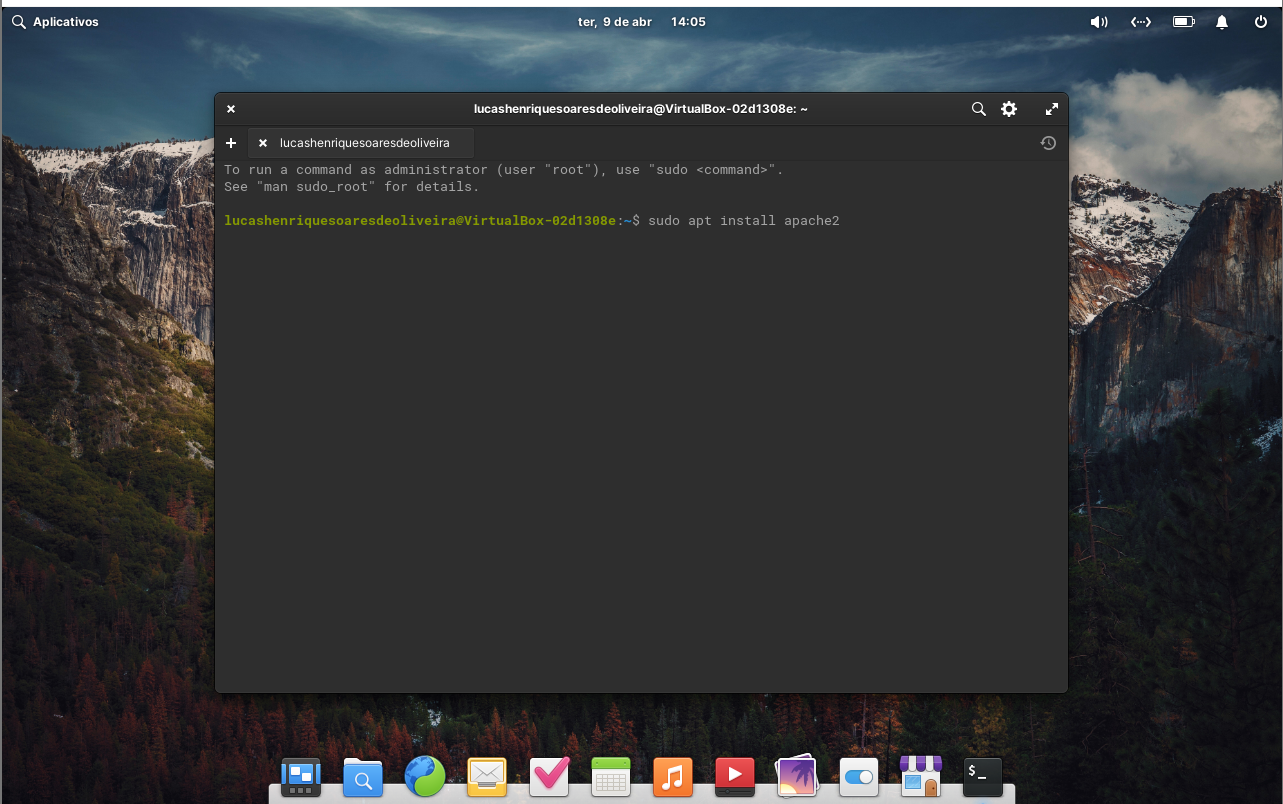 Aplicativos
ter, 9 de abr 14:05
lucashenriquesoaresdeoliveira@VirtualBox-02d1308e: ~
lucashenriquesoaresdeoliveira
To run a command as administrator (user "root"), use "sudo <command>".
See "man sudo_root" for details.
lucashenriquesoaresdeoliveira@VirtualBox-02d1308e:~$ sudo apt install apache2
$_